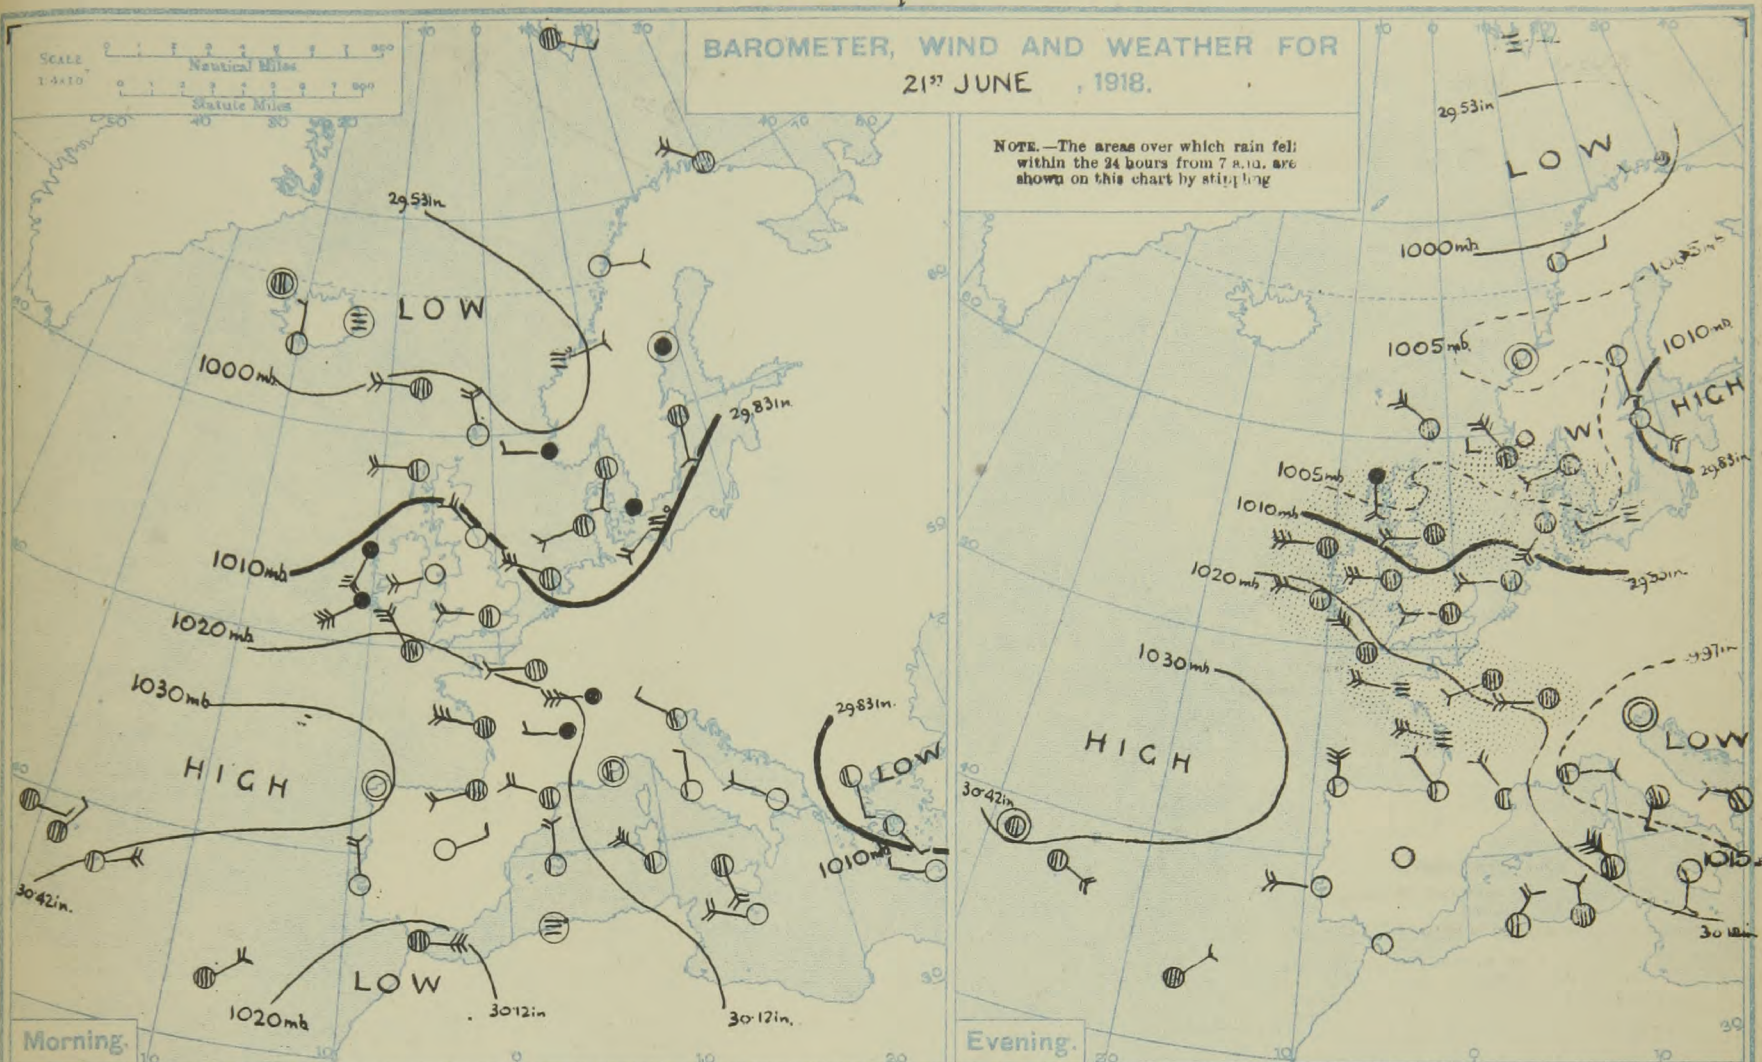 BAROMETER, WIND AND WEATHER FOR
21ST JUNE , 1918.
SCALE
Nautical Miles
Statute Miles
29.53in.
LOW
1000mb.
29.83in.
1010mb.
1020mb.
1030mb.
HIGH
30.42in.
29.83in.
LOW
1010mb.
LOW
1020mb.
30.12in.
30.12in.
Morning.
NOTE.—The areas over which rain fell
within the 24 hours from 7 a.m. are
shown on this chart by stippling
29.53in
LOW
1000mb.
1005mb.
1005mb.
1010mb.
HIGH
29.83in.
1005mb
1010mb
1020mb
1030mb
HIGH
30.42in
LOW
1015
Evening.